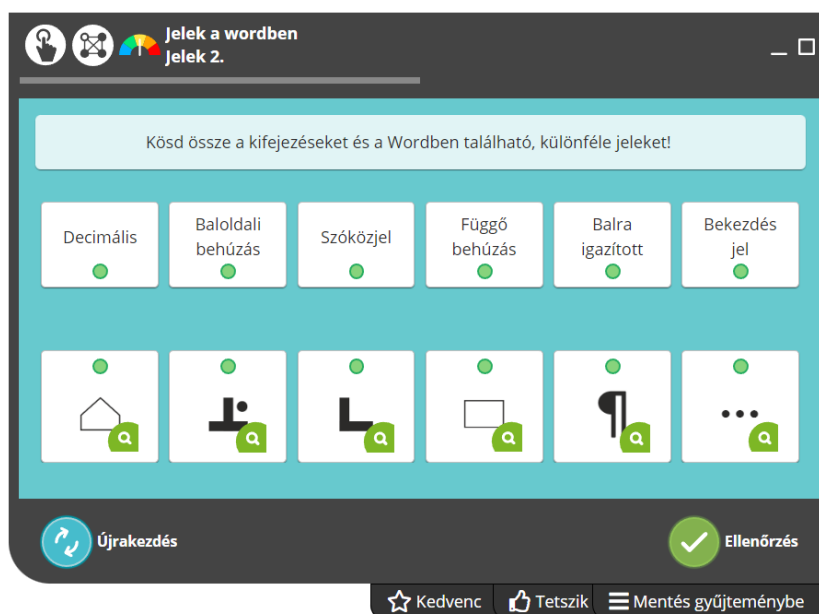 Jelek a wordben
Jelek 2.
Kösd össze a kifejezéseket és a Wordben található, különféle jeleket!
Decimális
Baloldali
behúzás
Szóközjel
Függő
behúzás
Balra
igazított
Bekezdés
jel
Újrakezdés
Ellenőrzés
Kedvenc
Tetszik
Mentés gyűjteménybe